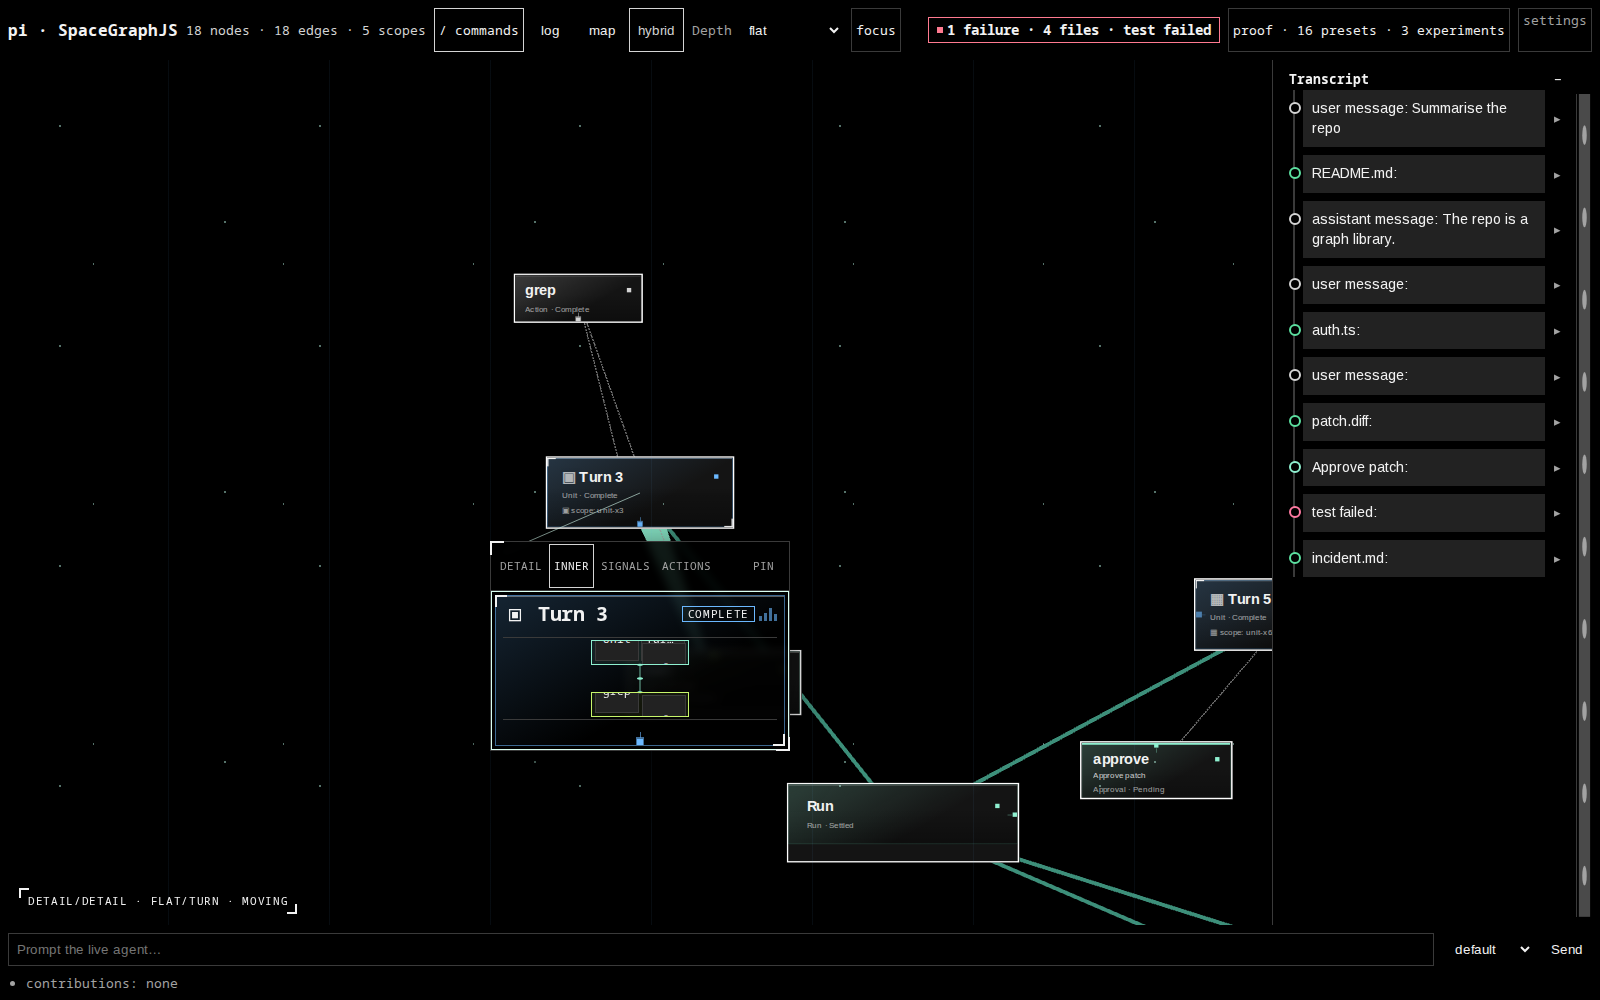 pi · SpaceGraphJS 18 nodes · 18 edges · 5 scopes / commands log map hybrid Depth flat focus 1 failure · 4 files · test failed proof · 16 presets · 3 experiments settings
Transcript –
user message: Summarise the
repo
README.md:
assistant message: The repo is a
graph library.
user message:
auth.ts:
user message:
patch.diff:
Approve patch:
test failed:
incident.md:
grep
Action · Complete
Turn 3
Unit · Complete
scope: unit-x3
DETAIL INNER SIGNALS ACTIONS PIN
Turn 3 COMPLETE
grep
Turn 5
Unit · Complete
scope: unit-x6
approve
Approve patch
Approval · Pending
Run
Run · Settled
DETAIL/DETAIL · FLAT/TURN · MOVING
Prompt the live agent… default Send
contributions: none